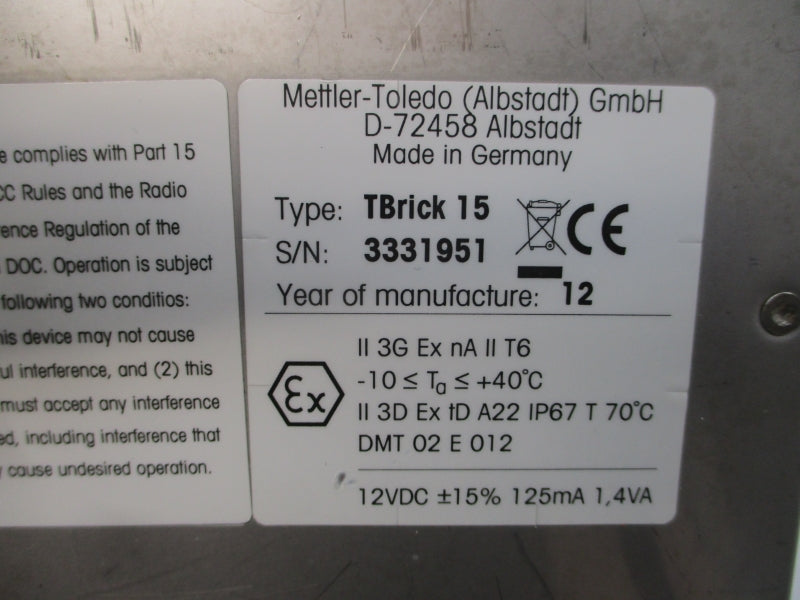 e complies with Part 15
CC Rules and the Radio
ence Regulation of the
DOC. Operation is subject
following two conditios:
his device may not cause
ul interference, and (2) this
must accept any interference
ed, including interference that
y cause undesired operation.
Mettler-Toledo (Albstadt) GmbH
D-72458 Albstadt
Made in Germany
Type: TBrick 15
S/N: 3331951
CE
Year of manufacture: 12
Ex
II 3G Ex nA II T6
-10 ≤ Ta ≤ +40°C
II 3D Ex tD A22 IP67 T 70°C
DMT 02 E 012
12VDC ±15% 125mA 1,4VA